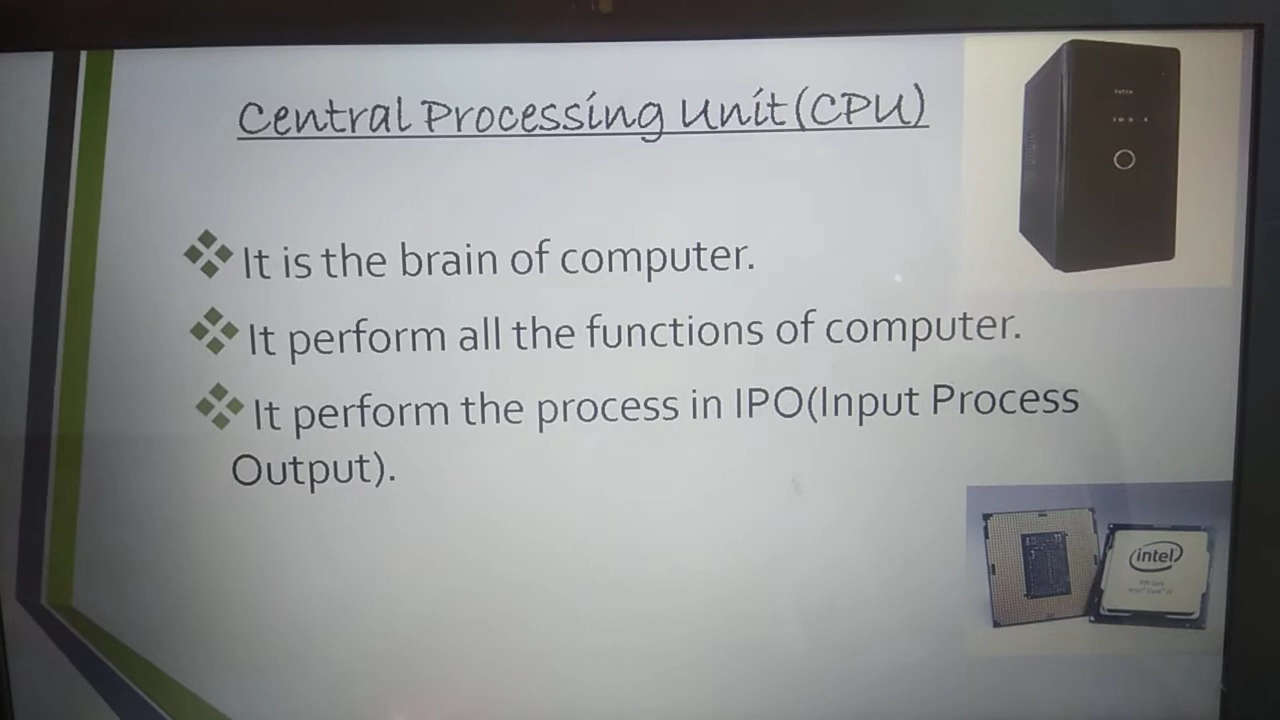 Central Processing Unit(CPU)
It is the brain of computer.
It perform all the functions of computer.
It perform the process in IPO(Input Process
Output).
intel